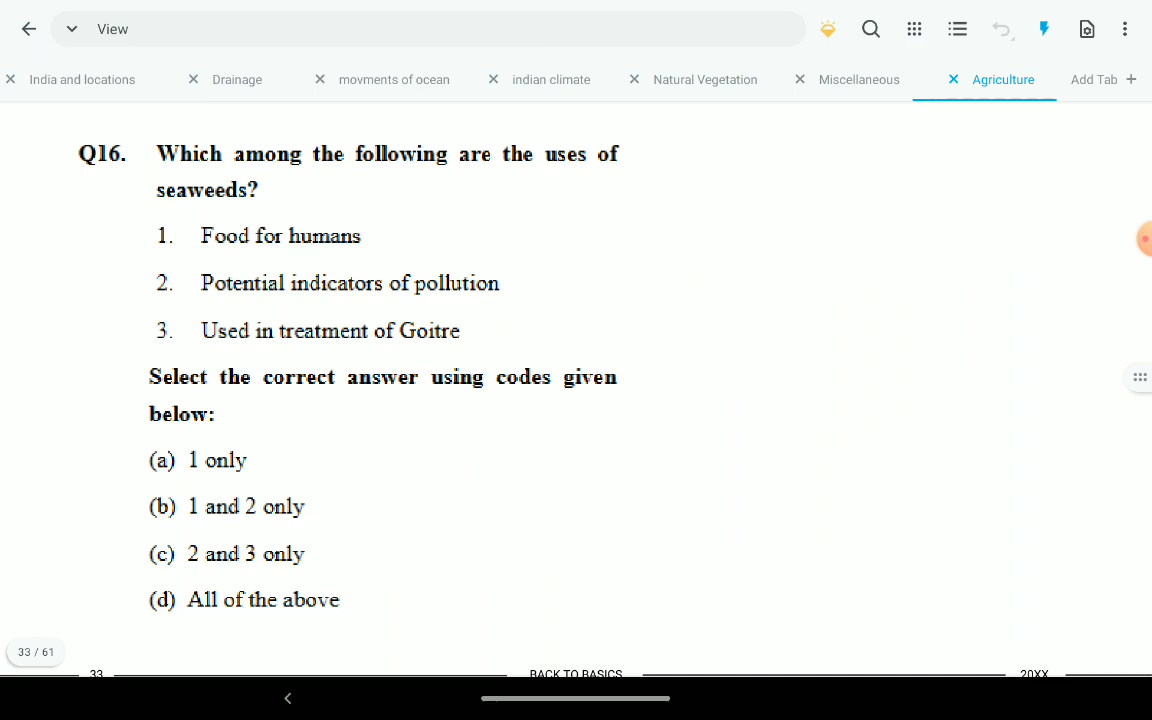 View
India and locations
Drainage
movments of ocean
indian climate
Natural Vegetation
Miscellaneous
Agriculture
Add Tab +
Q16. Which among the following are the uses of
seaweeds?
1. Food for humans
2. Potential indicators of pollution
3. Used in treatment of Goitre
Select the correct answer using codes given
below:
(a) 1 only
(b) 1 and 2 only
(c) 2 and 3 only
(d) All of the above
33 / 61
33 BACK TO BASICS 20XX